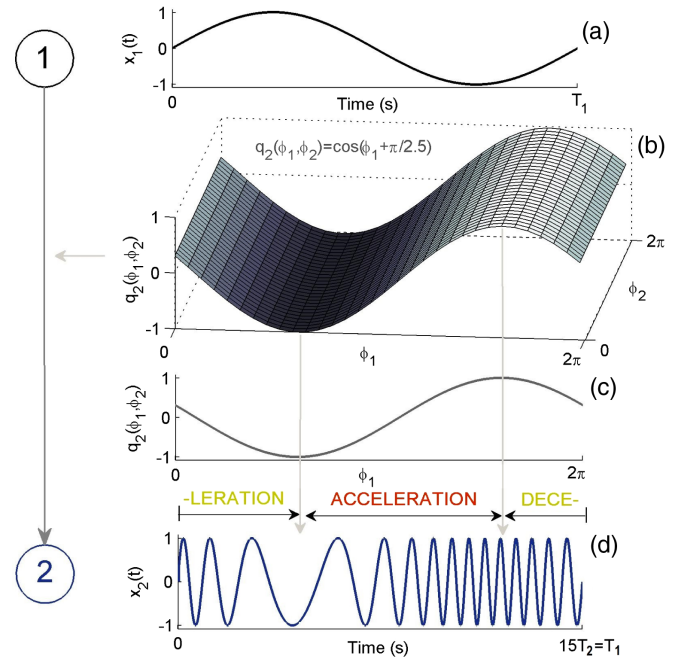 1
(a)
x1(t)
1
0
-1
0
Time (s)
T1
(b)
q2(ϕ1,ϕ2)=cos(ϕ1+π/2.5)
q2(ϕ1,ϕ2)
1
0
-1
0
ϕ1
2π
0
ϕ2
2π
(c)
q2(ϕ1,ϕ2)
1
0
-1
0
ϕ1
2π
-LERATION ACCELERATION DECE-
2
(d)
x2(t)
1
0
-1
0
Time (s)
15T2=T1